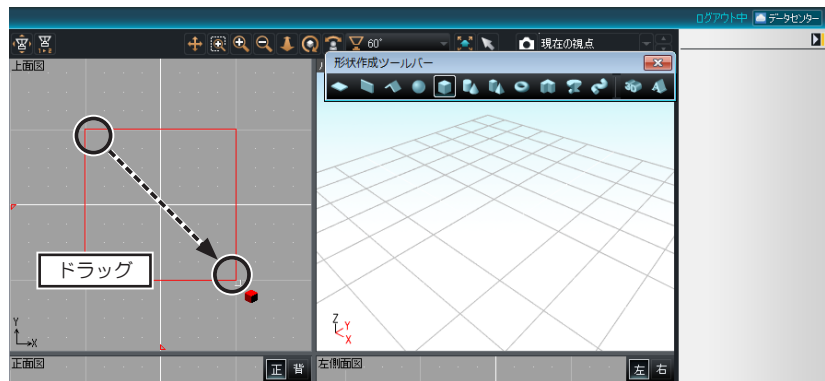 ログアウト中 データセンター
60°
現在の視点
上面図
形状作成ツールバー
3D A
ドラッグ
Y
X
Z
Y
X
正面図
正 背
左側面図
左 右